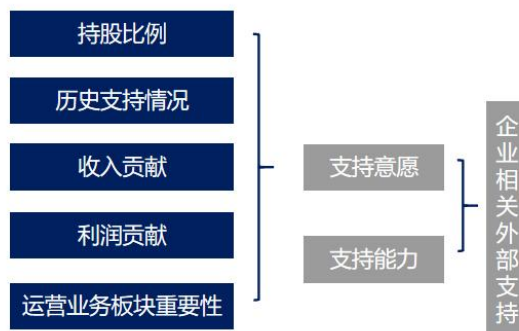 持股比例
历史支持情况
收入贡献
利润贡献
运营业务板块重要性
支持意愿
支持能力
企业相关外部支持